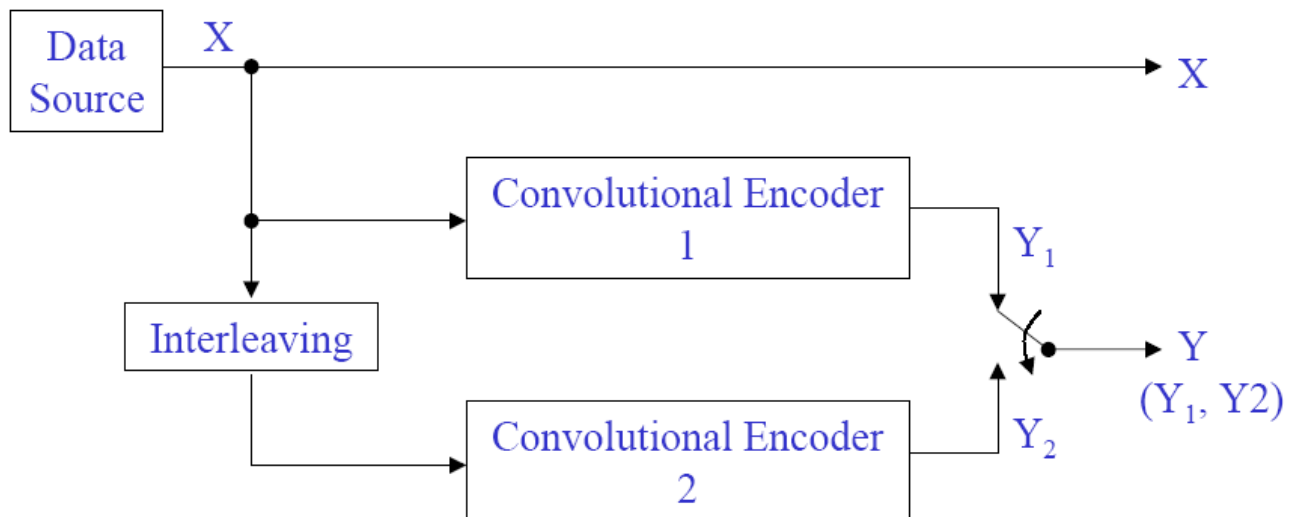 Data
Source
X
X
Convolutional Encoder
1
Y₁
Interleaving
Y
(Y₁, Y2)
Convolutional Encoder
2
Y₂